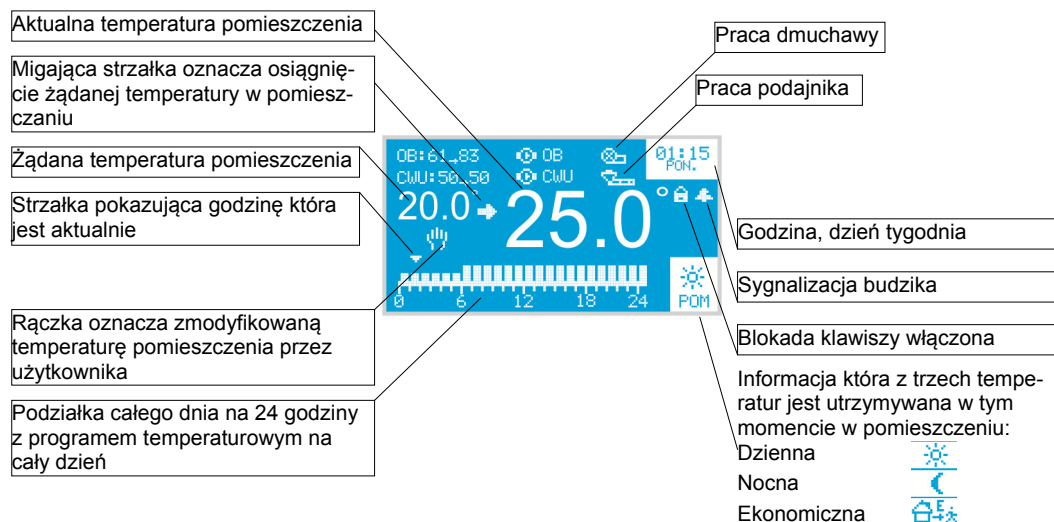 Aktualna temperatura pomieszczenia
Migająca strzałka oznacza osiągnię-
cie żądanej temperatury w pomiesz-
czaniu
Żądana temperatura pomieszczenia
Strzałka pokazująca godzinę która
jest aktualnie
Rączka oznacza zmodyfikowaną
temperaturę pomieszczenia przez
użytkownika
Podziałka całego dnia na 24 godziny
z programem temperaturowym na
cały dzień
OB:61→83 OB
CWU:50→50 CWU
20.0
25.0°
01:15
PON.
0 6 12 18 24
POM
Praca dmuchawy
Praca podajnika
Godzina, dzień tygodnia
Sygnalizacja budzika
Blokada klawiszy włączona
Informacja która z trzech tempe-
ratur jest utrzymywana w tym
momencie w pomieszczeniu:
Dzienna
Nocna
Ekonomiczna E